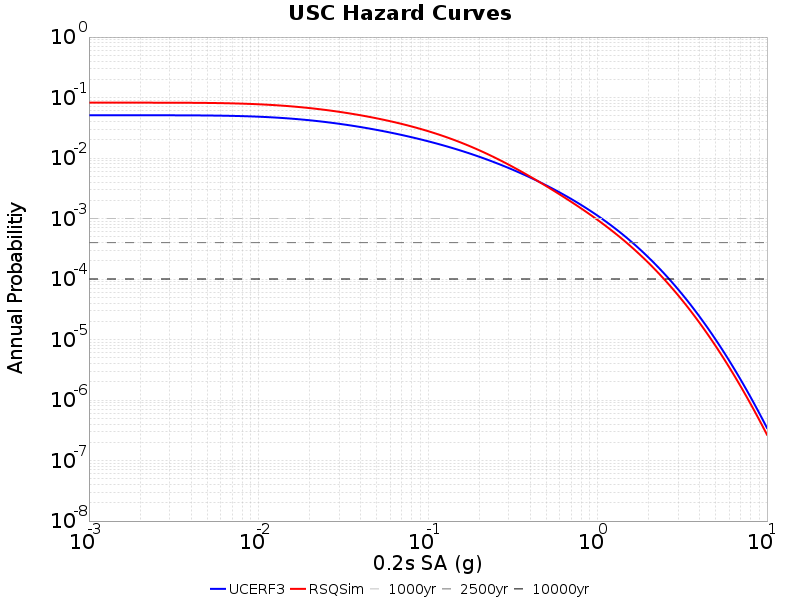 USC Hazard Curves
10^0
10^-1
10^-2
10^-3
10^-4
10^-5
10^-6
10^-7
10^-8
Annual Probabilitiy
10^-3 10^-2 10^-1 10^0 10^1
0.2s SA (g)
UCERF3 RSQSim 1000yr 2500yr 10000yr